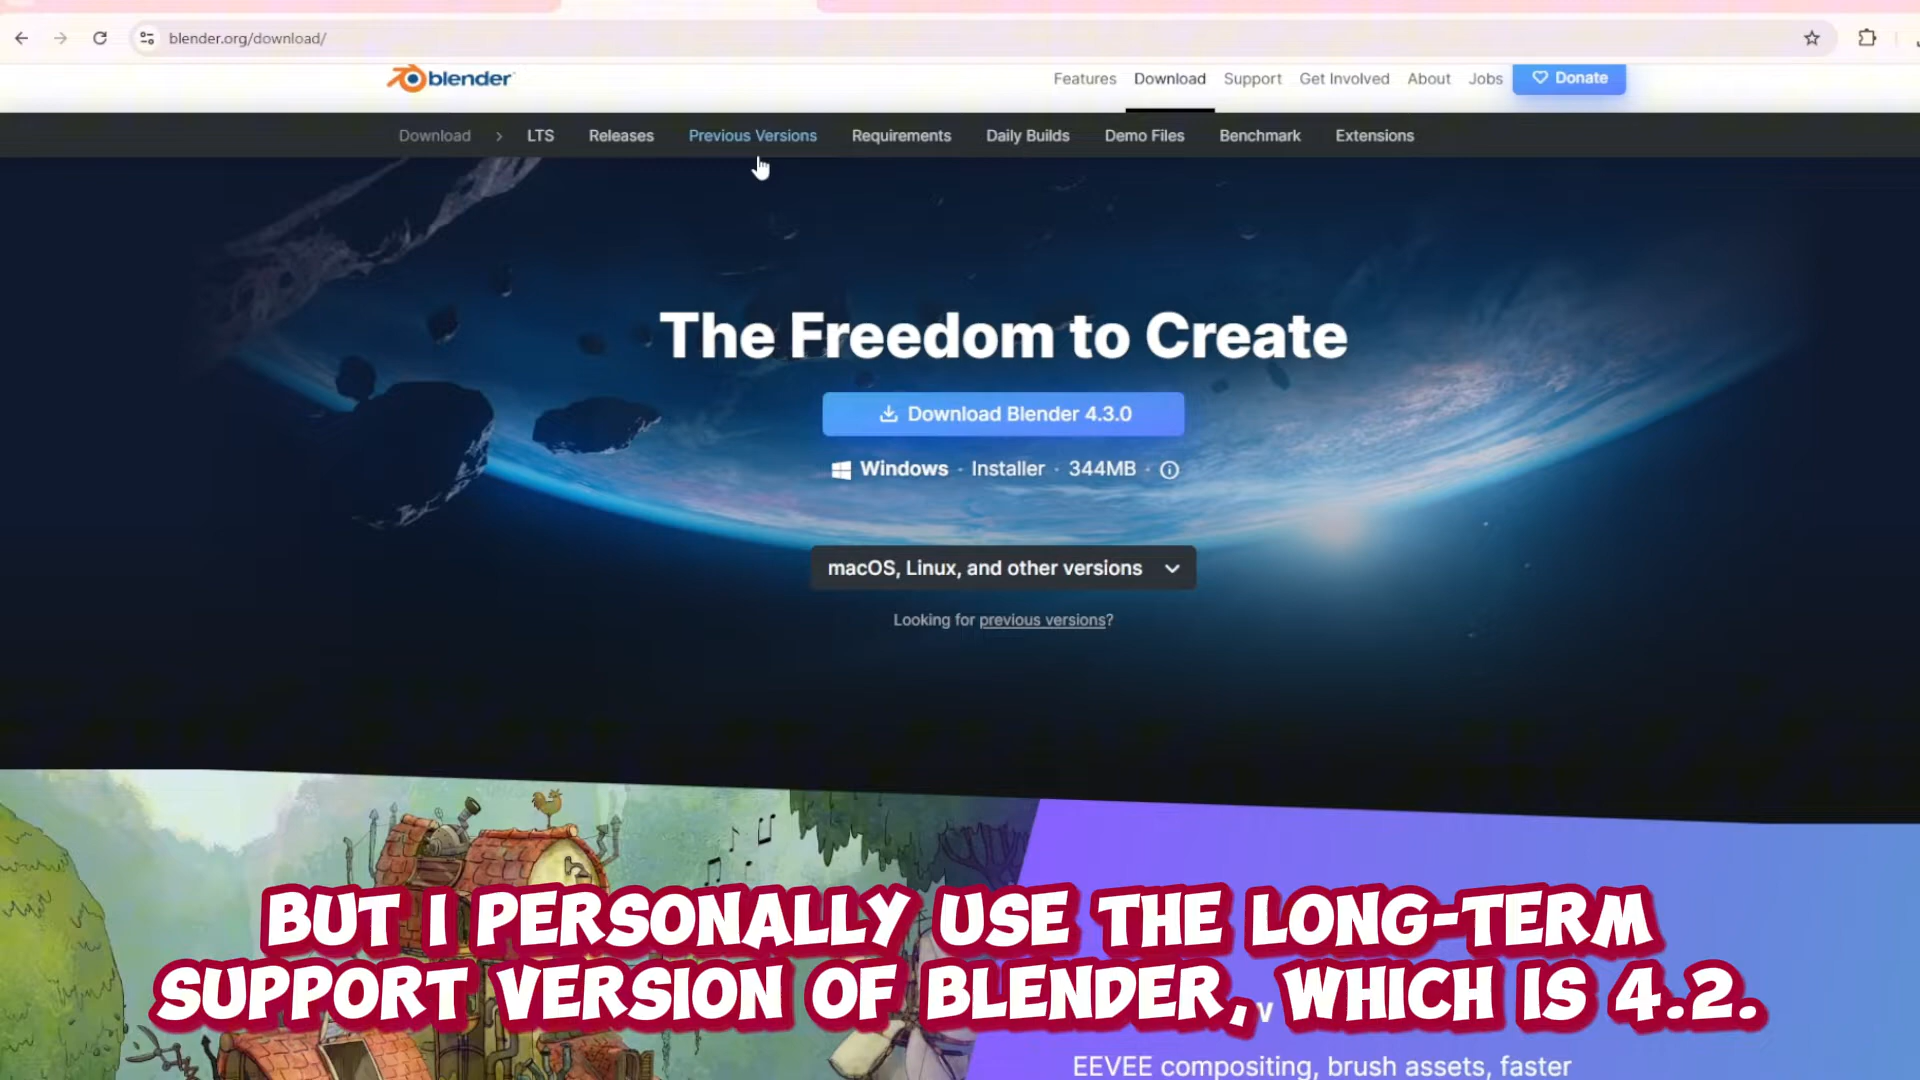 blender.org/download/
blender
Features Download Support Get Involved About Jobs Donate
Download > LTS Releases Previous Versions Requirements Daily Builds Demo Files Benchmark Extensions
The Freedom to Create
Download Blender 4.3.0
Windows · Installer · 344MB ·
macOS, Linux, and other versions
Looking for previous versions?
BUT I PERSONALLY USE THE LONG-TERM
SUPPORT VERSION OF BLENDER, WHICH IS 4.2.
EEVEE compositing, brush assets, faster